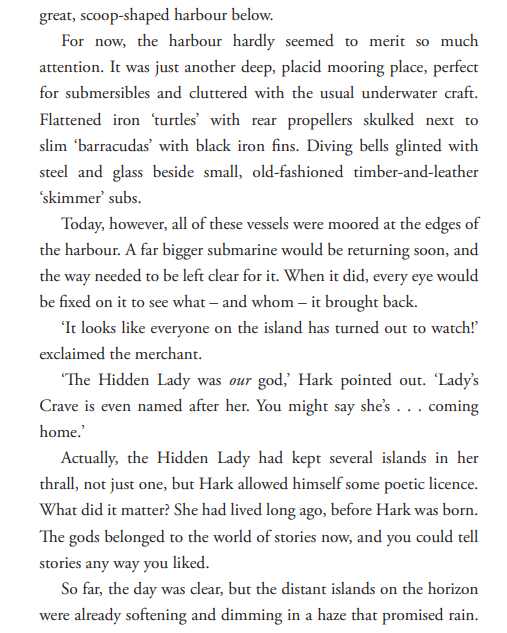 great, scoop-shaped harbour below.
For now, the harbour hardly seemed to merit so much
attention. It was just another deep, placid mooring place, perfect
for submersibles and cluttered with the usual underwater craft.
Flattened iron ‘turtles’ with rear propellers skulked next to
slim ‘barracudas’ with black iron fins. Diving bells glinted with
steel and glass beside small, old-fashioned timber-and-leather
‘skimmer’ subs.
Today, however, all of these vessels were moored at the edges of
the harbour. A far bigger submarine would be returning soon, and
the way needed to be left clear for it. When it did, every eye would
be fixed on it to see what – and whom – it brought back.
‘It looks like everyone on the island has turned out to watch!’
exclaimed the merchant.
‘The Hidden Lady was our god,’ Hark pointed out. ‘Lady’s
Crave is even named after her. You might say she’s . . . coming
home.’
Actually, the Hidden Lady had kept several islands in her
thrall, not just one, but Hark allowed himself some poetic licence.
What did it matter? She had lived long ago, before Hark was born.
The gods belonged to the world of stories now, and you could tell
stories any way you liked.
So far, the day was clear, but the distant islands on the horizon
were already softening and dimming in a haze that promised rain.